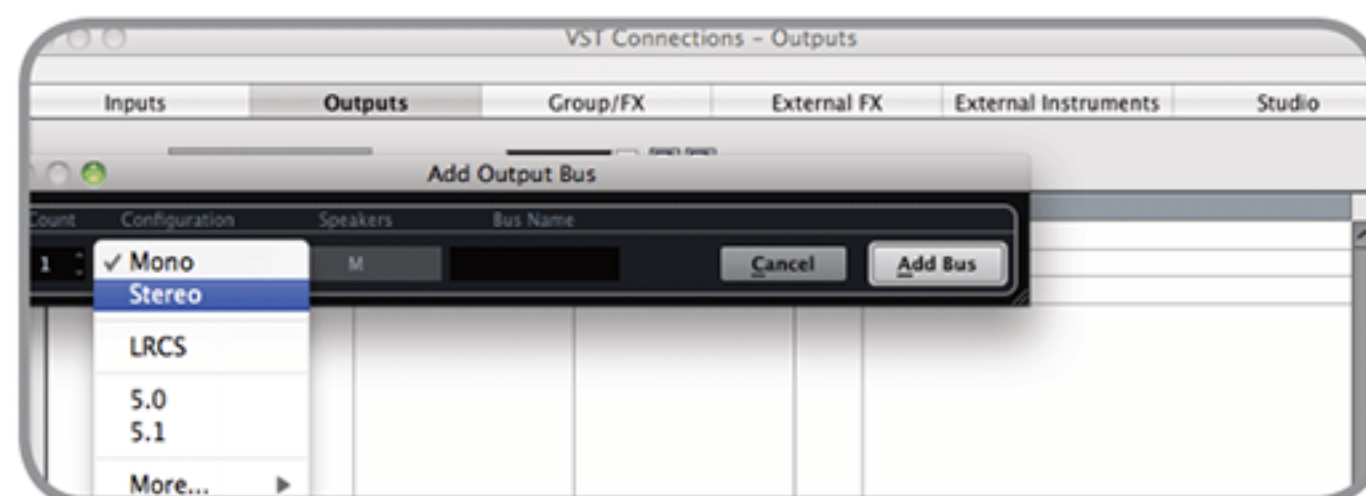 VST Connections – Outputs
Inputs Outputs Group/FX External FX External Instruments Studio
Add Output Bus
Count Configuration Speakers Bus Name
1 ✓ Mono M Cancel Add Bus
Stereo
LRCS
5.0
5.1
More...